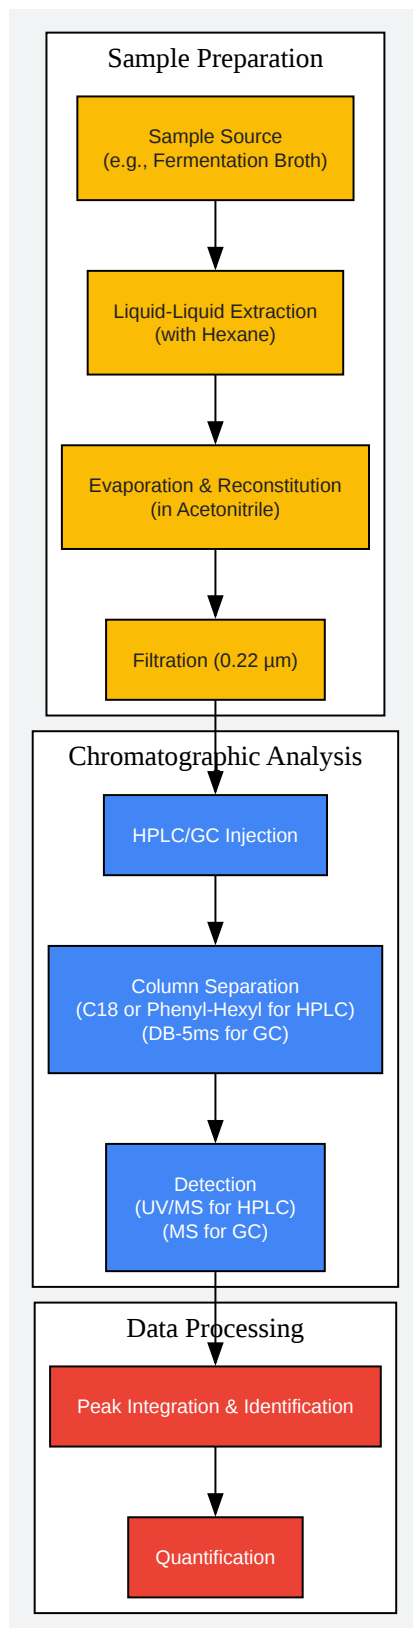 Sample Preparation
Sample Source
(e.g., Fermentation Broth)
Liquid-Liquid Extraction
(with Hexane)
Evaporation & Reconstitution
(in Acetonitrile)
Filtration (0.22 µm)
Chromatographic Analysis
HPLC/GC Injection
Column Separation
(C18 or Phenyl-Hexyl for HPLC)
(DB-5ms for GC)
Detection
(UV/MS for HPLC)
(MS for GC)
Data Processing
Peak Integration & Identification
Quantification